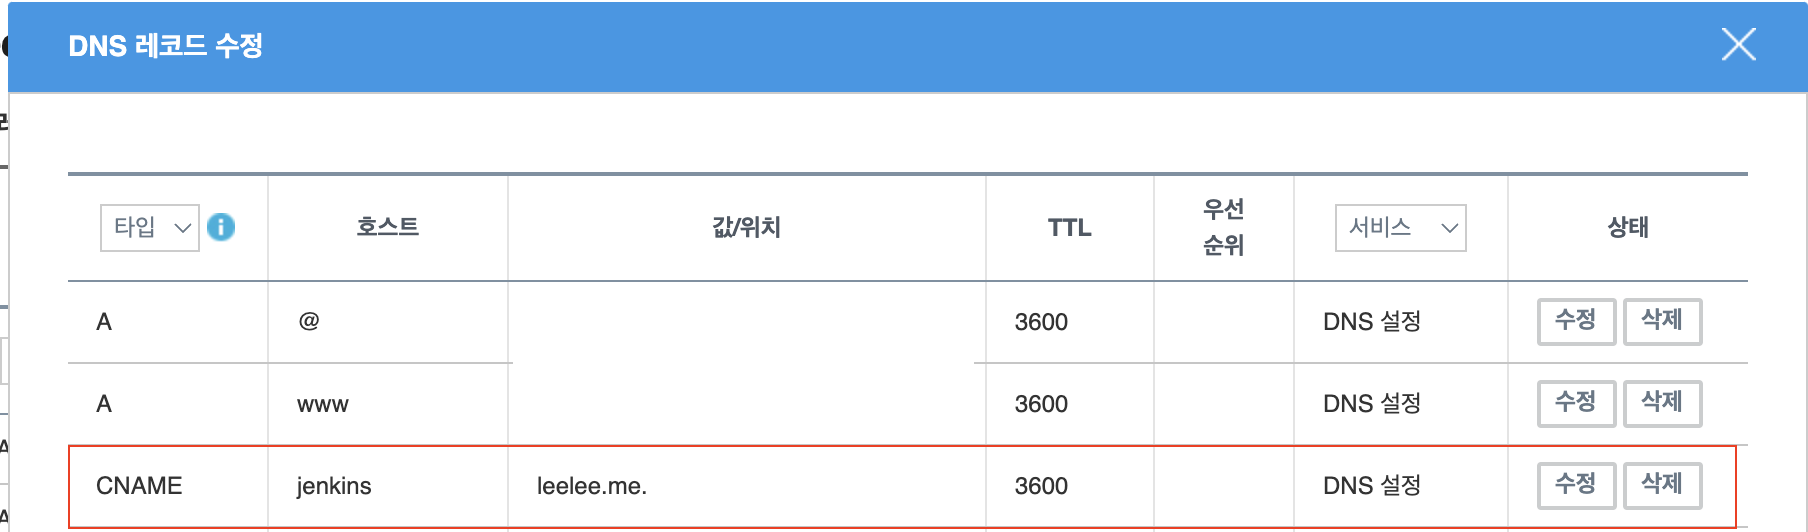 DNS 레코드 수정
타입 호스트 값/위치 TTL 우선 순위 서비스 상태
A @ 3600 DNS 설정 수정 삭제
A www 3600 DNS 설정 수정 삭제
CNAME jenkins leelee.me. 3600 DNS 설정 수정 삭제